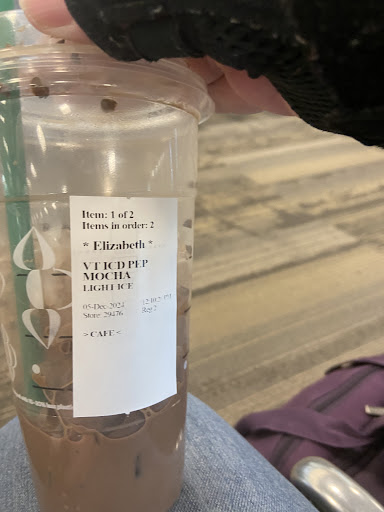 Item: 1 of 2
Items in order: 2
* Elizabeth *
VT ICD PEP
MOCHA
LIGHT ICE
05-Dec-2024
Store: 29476 Reg 2
> CAFE <